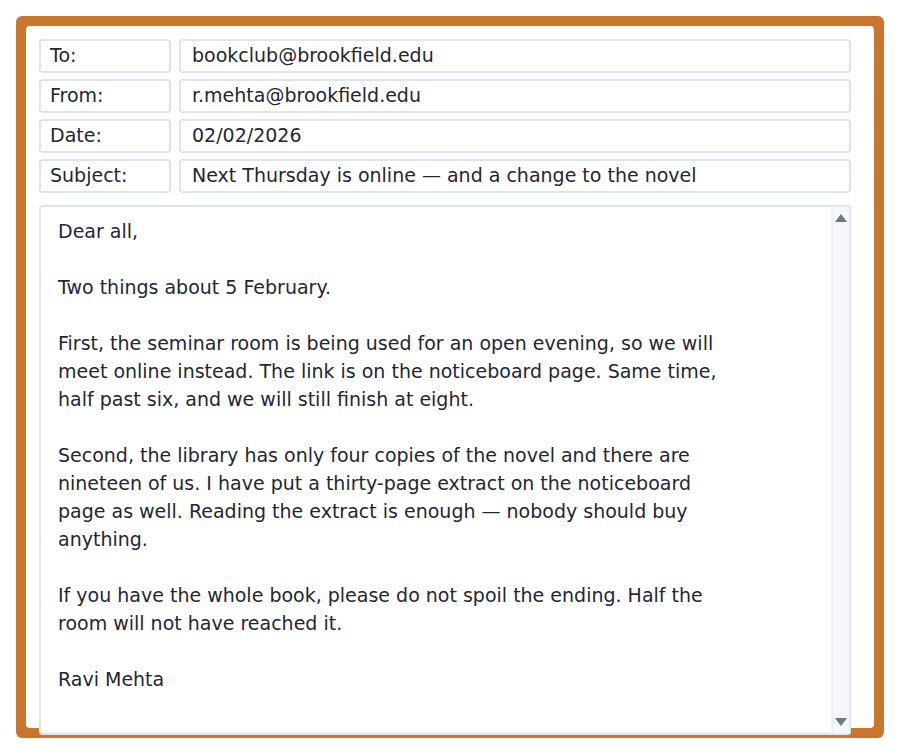 To: bookclub@brookfield.edu
From: r.mehta@brookfield.edu
Date: 02/02/2026
Subject: Next Thursday is online — and a change to the novel
Dear all,
Two things about 5 February.
First, the seminar room is being used for an open evening, so we will
meet online instead. The link is on the noticeboard page. Same time,
half past six, and we will still finish at eight.
Second, the library has only four copies of the novel and there are
nineteen of us. I have put a thirty-page extract on the noticeboard
page as well. Reading the extract is enough — nobody should buy
anything.
If you have the whole book, please do not spoil the ending. Half the
room will not have reached it.
Ravi Mehta